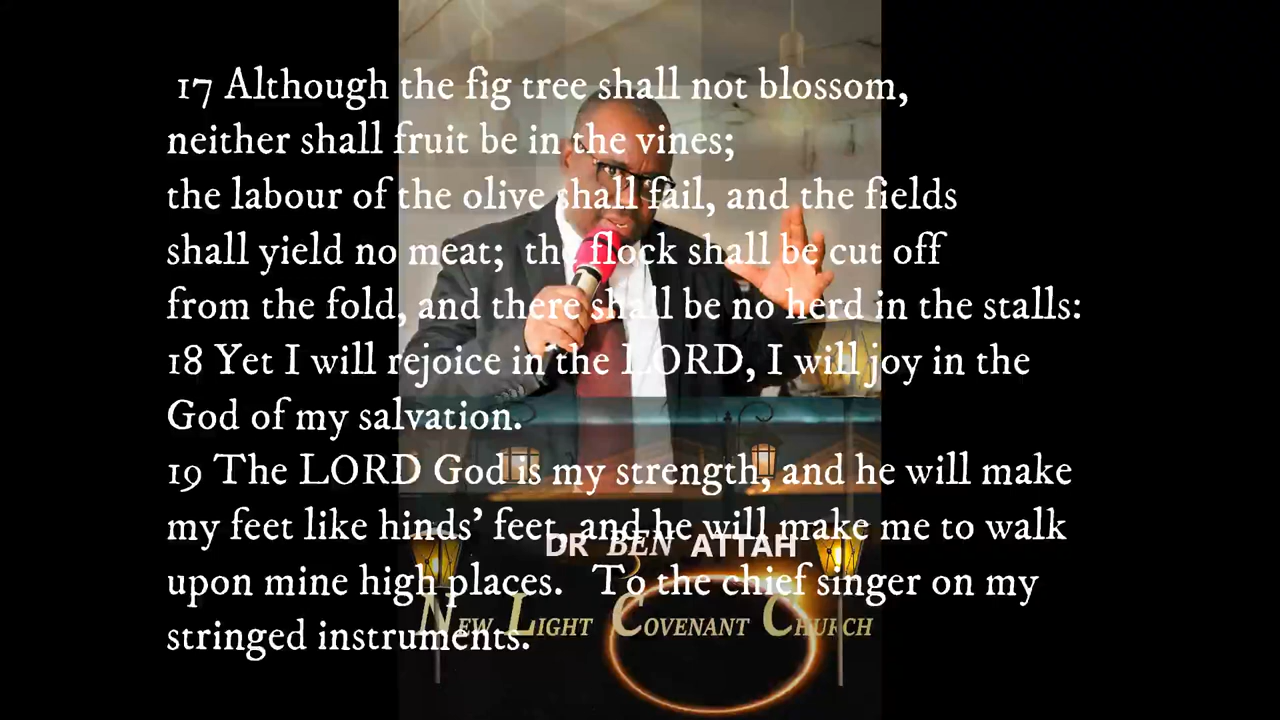 17 Although the fig tree shall not blossom,
neither shall fruit be in the vines;
the labour of the olive shall fail, and the fields
shall yield no meat;  the flock shall be cut off
from the fold, and there shall be no herd in the stalls:
18 Yet I will rejoice in the LORD, I will joy in the
God of my salvation.
19 The LORD God is my strength, and he will make
my feet like hinds’ feet, and he will make me to walk
DR BEN ATTAH
upon mine high places.   To the chief singer on my
NEW LIGHT COVENANT CHURCH
stringed instruments.